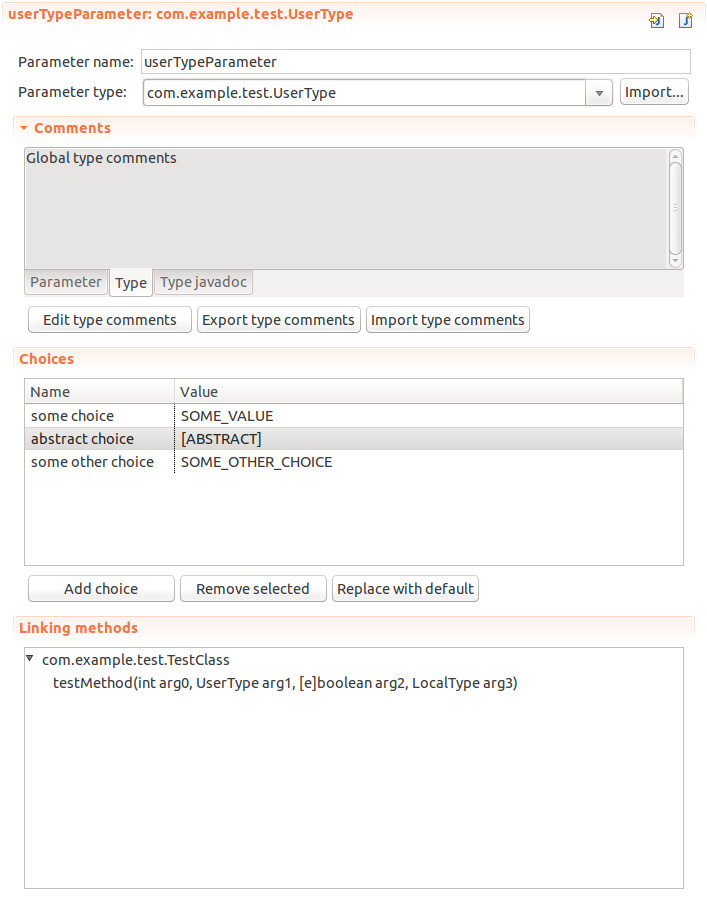 userTypeParameter: com.example.test.UserType
Parameter name: userTypeParameter
Parameter type: com.example.test.UserType Import...
Comments
Global type comments
Parameter Type Type javadoc
Edit type comments Export type comments Import type comments
Choices
Name Value
some choice SOME_VALUE
abstract choice [ABSTRACT]
some other choice SOME_OTHER_CHOICE
Add choice Remove selected Replace with default
Linking methods
com.example.test.TestClass
testMethod(int arg0, UserType arg1, [e]boolean arg2, LocalType arg3)